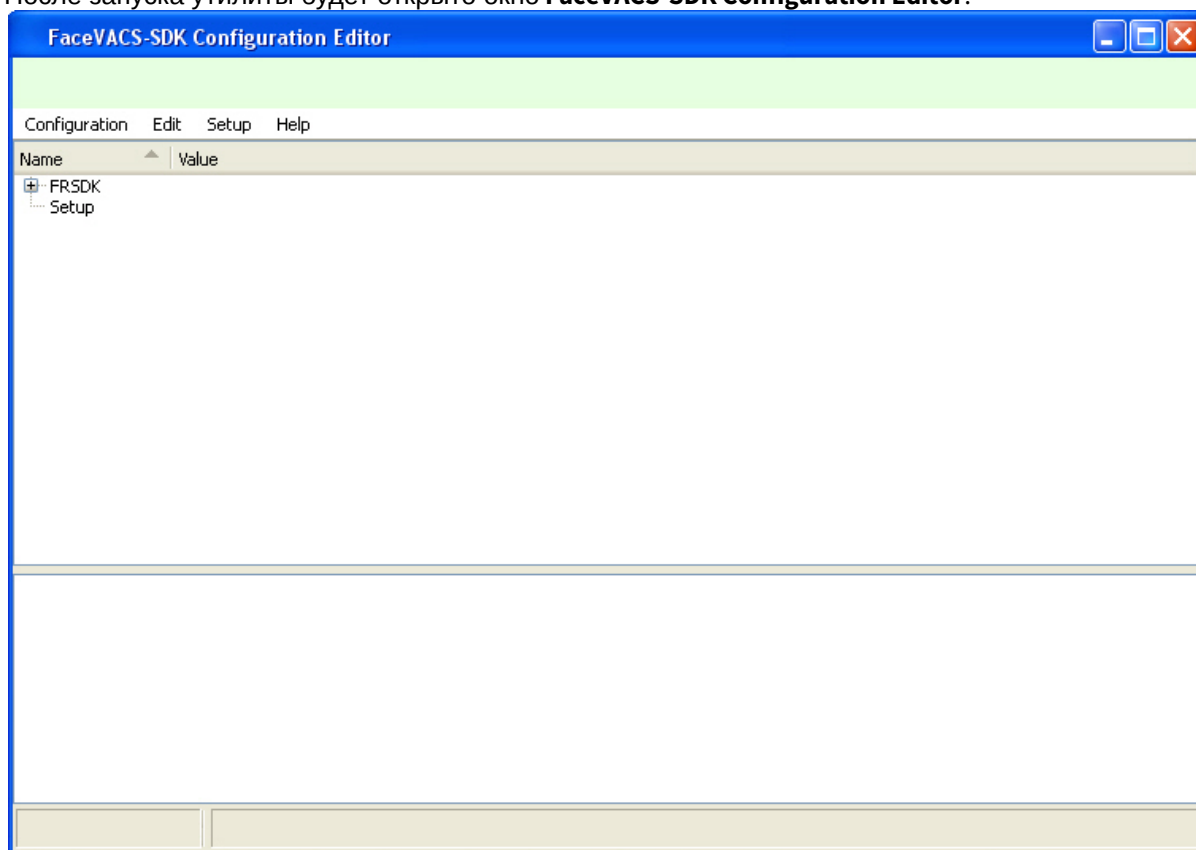 После запуска утилиты будет открыто окно FaceVACS-SDK Configuration Editor.
FaceVACS-SDK Configuration Editor
Configuration Edit Setup Help
Name Value
FRSDK
Setup